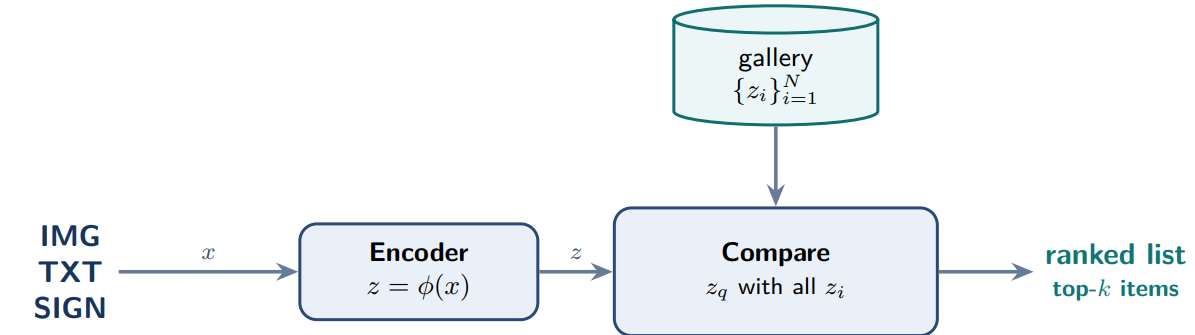 gallery
{z_i}_{i=1}^N
IMG
TXT
SIGN
x
Encoder
z = ϕ(x)
z
Compare
z_q with all z_i
ranked list
top-k items